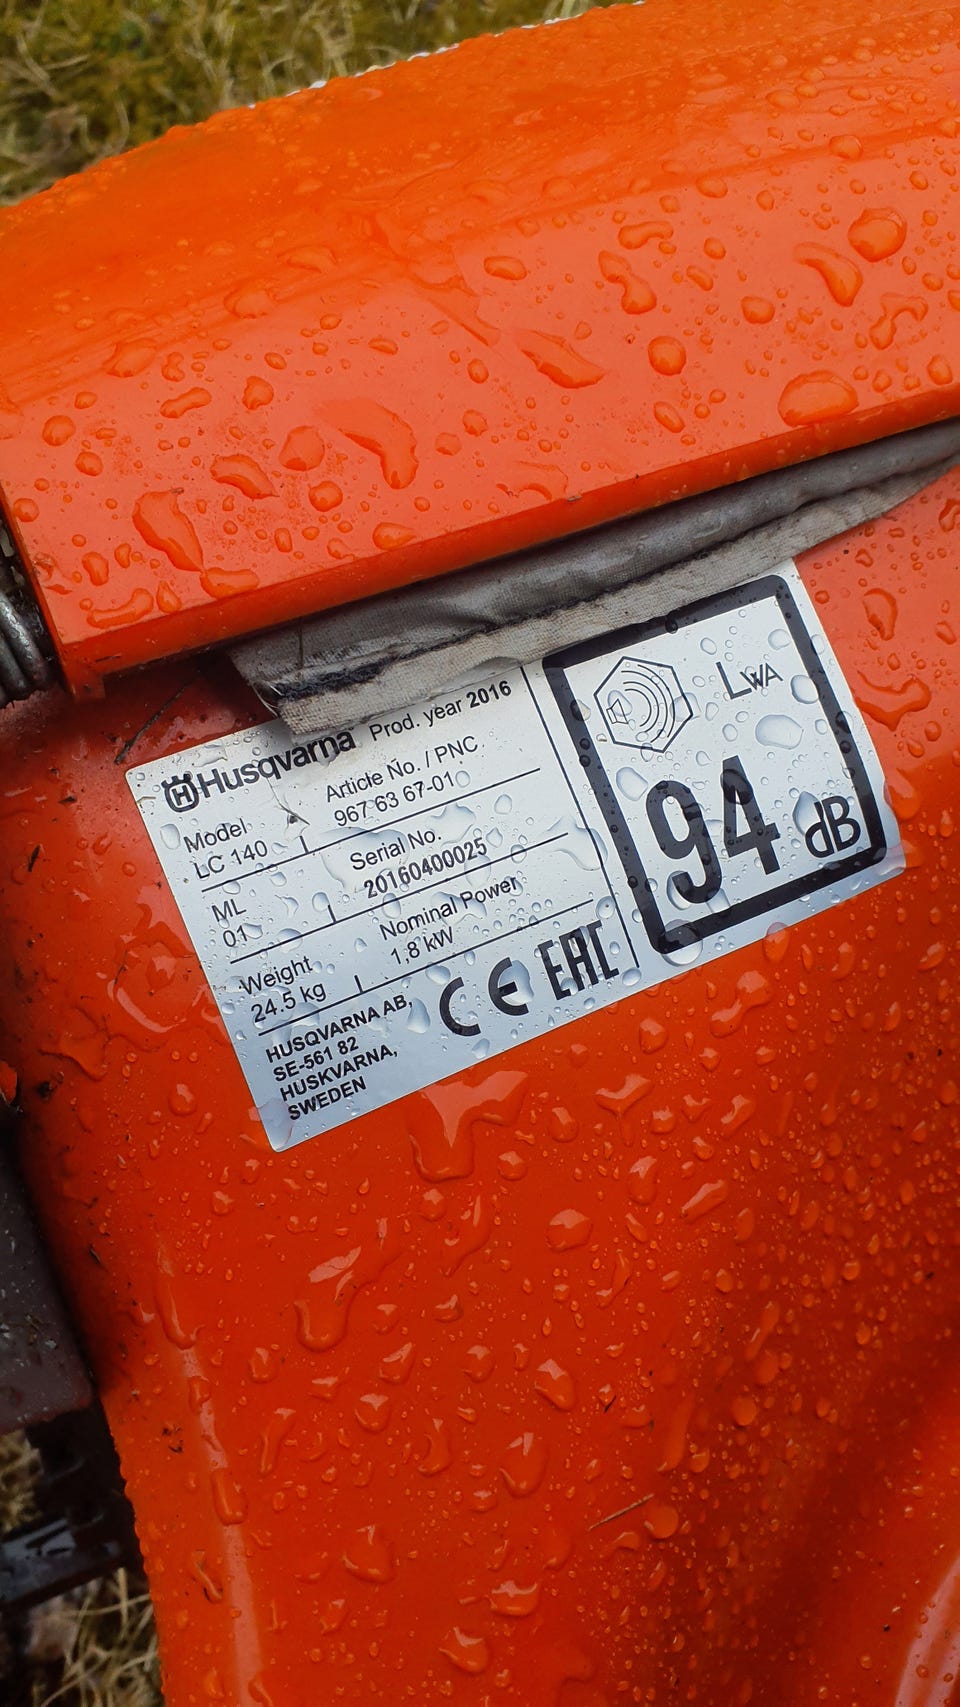 Husqvarna Prod. year 2016
Model
LC 140
Article No. / PNC
967 63 67-01
ML
01
Serial No.
20160400025
Weight
24.5 kg
Nominal Power
1.8 kW
HUSQVARNA AB,
SE-561 82
HUSKVARNA,
SWEDEN
CE EAC
LWA
94 dB